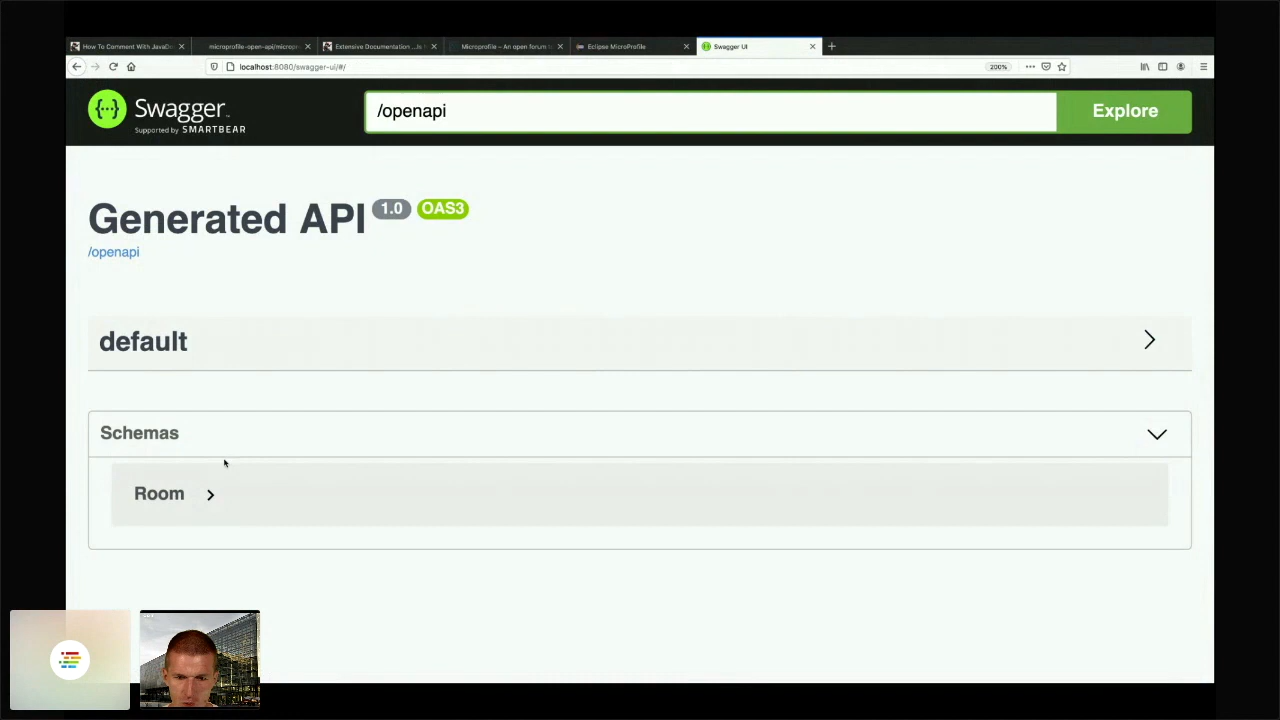 How To Comment With JavaDo
microprofile-open-api/micropr
Extensive Documentation ...Is
Microprofile – An open forum
Eclipse MicroProfile
Swagger UI
localhost:8080/swagger-ui/#/
200%
Swagger
Supported by SMARTBEAR
/openapi
Explore
Generated API 1.0 OAS3
/openapi
default
Schemas
Room